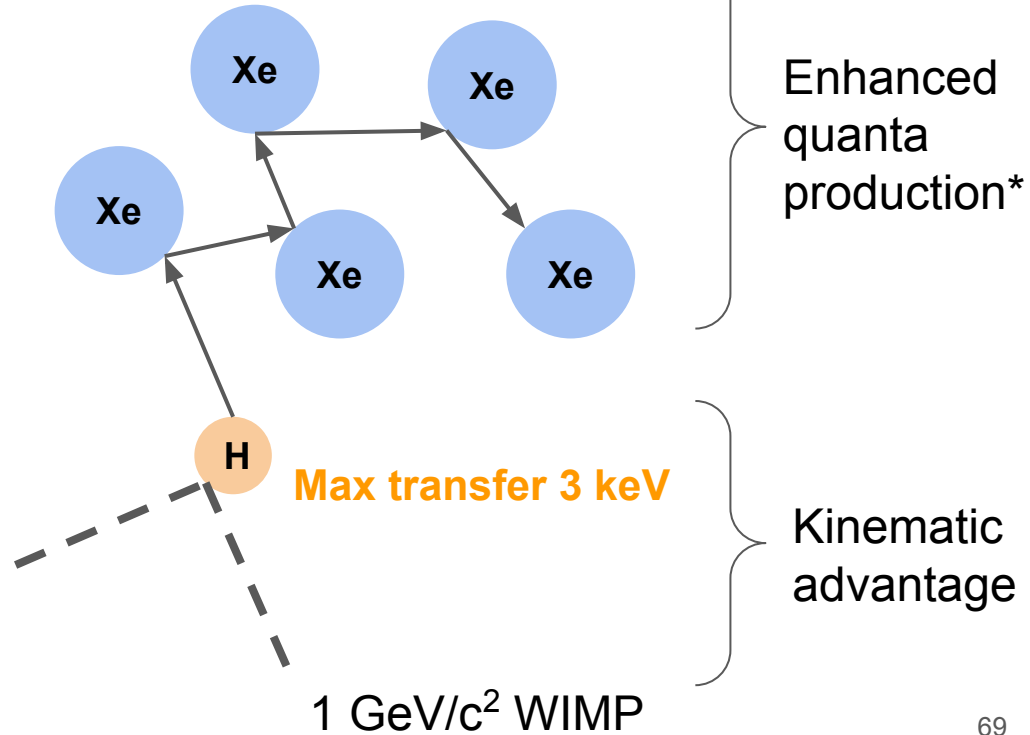 Xe
Xe
Xe
Xe
Xe
Enhanced
quanta
production*
H
Max transfer 3 keV
Kinematic
advantage
1 GeV/c² WIMP
69